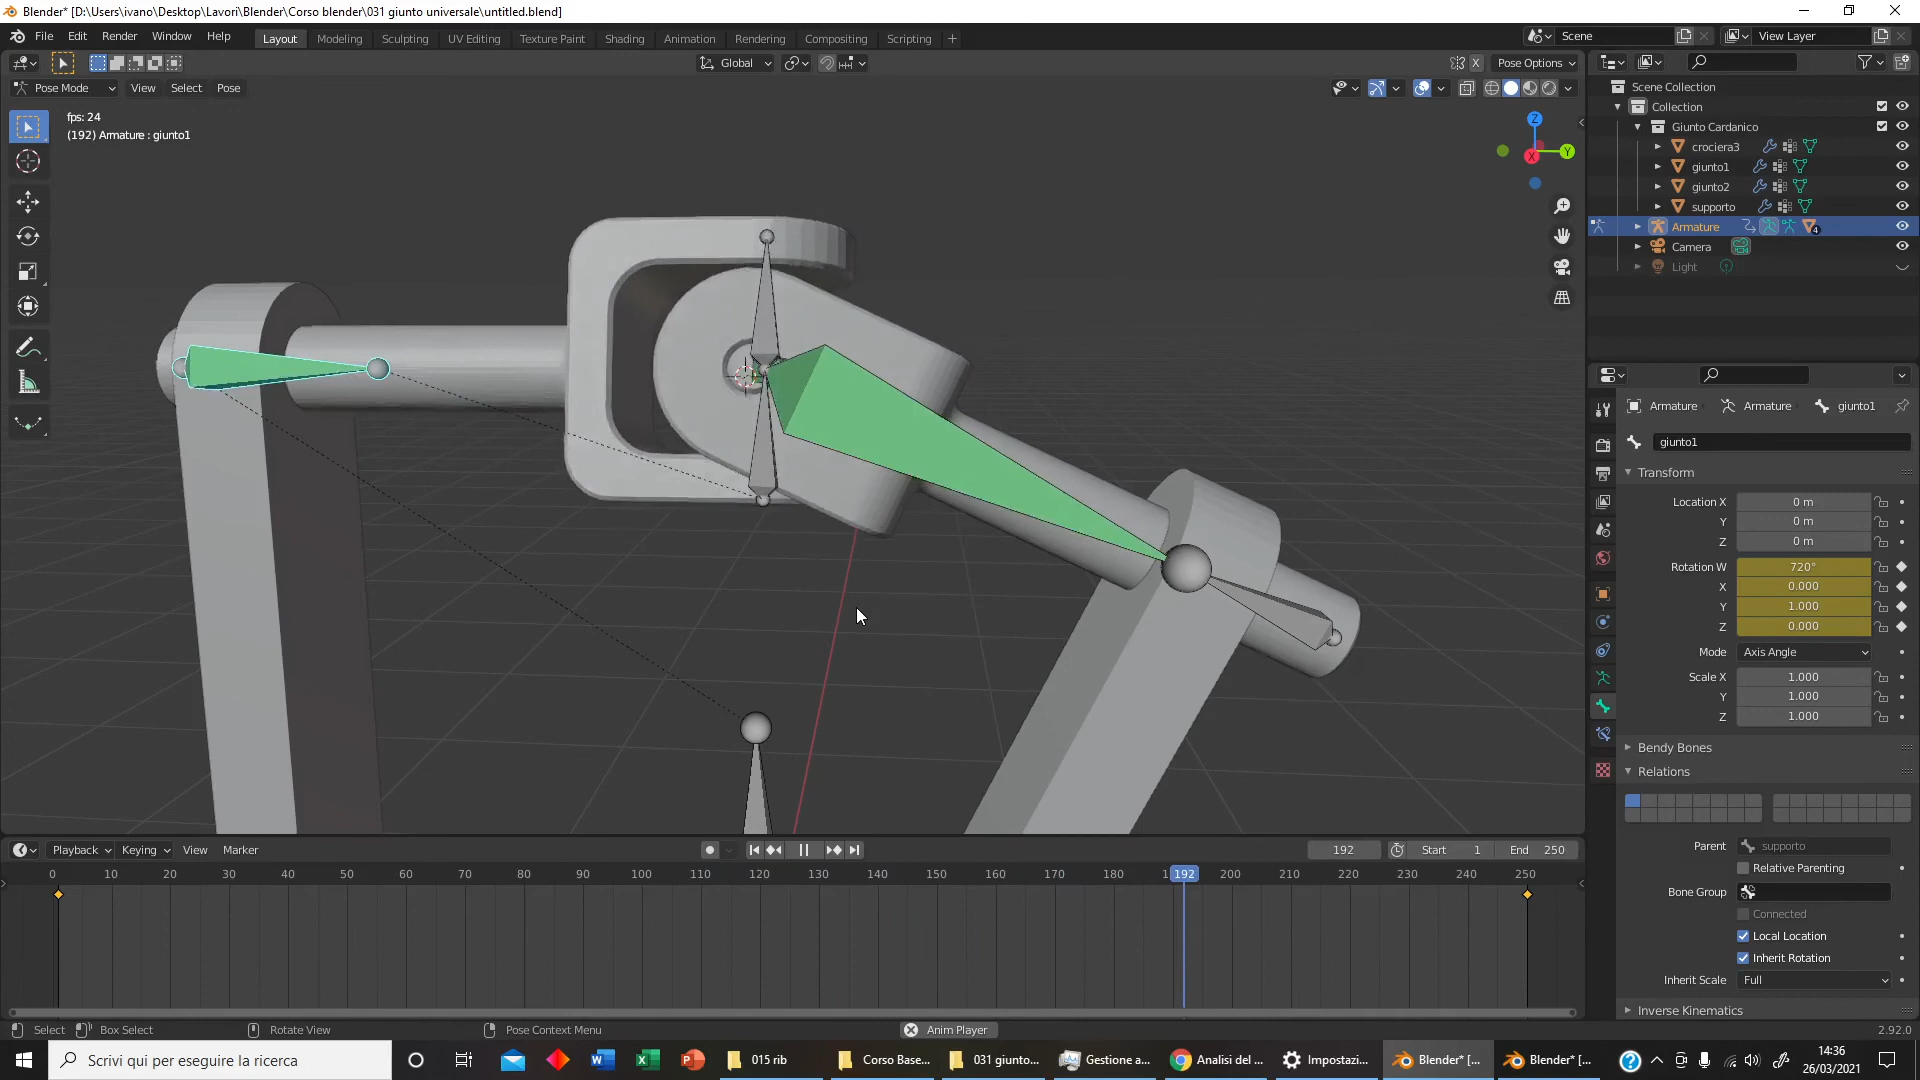 Blender* [D:\Users\ivano\Desktop\Lavori\Blender\Corso blender\031 giunto universale\untitled.blend]
File Edit Render Window Help Layout Modeling Sculpting UV Editing Texture Paint Shading Animation Rendering Compositing Scripting + Scene View Layer
Global Pose Options
Pose Mode View Select Pose
fps: 24
(192) Armature : giunto1
Z
Y
X
Scene Collection
Collection
Giunto Cardanico
crociera3
giunto1
giunto2
supporto
Armature 4
Camera
Light
Armature Armature giunto1
giunto1
Transform
Location X 0 m
Y 0 m
Z 0 m
Rotation W 720°
X 0.000
Y 1.000
Z 0.000
Mode Axis Angle
Scale X 1.000
Y 1.000
Z 1.000
Bendy Bones
Relations
Parent supporto
Relative Parenting
Bone Group
Connected
Local Location
Inherit Rotation
Inherit Scale Full
Inverse Kinematics
Playback Keying View Marker 192 Start 1 End 250
0 10 20 30 40 50 60 70 80 90 100 110 120 130 140 150 160 170 180 1 192 200 210 220 230 240 250
Select Box Select Rotate View Pose Context Menu Anim Player 2.92.0
Scrivi qui per eseguire la ricerca 015 rib Corso Base... 031 giunto... Gestione a... Analisi del ... Impostazi... Blender* [... Blender* [... 14:36
26/03/2021